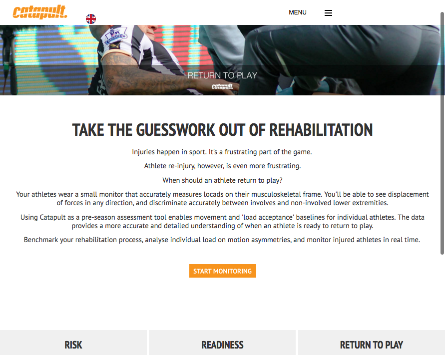 catapult.
MENU
RETURN TO PLAY
catapult.
TAKE THE GUESSWORK OUT OF REHABILITATION
Injuries happen in sport. It's a frustrating part of the game.
Athlete re-injury, however, is even more frustrating.
When should an athlete return to play?
Your athletes wear a small monitor that accurately measures locads on their musculoskeletal frame. You'll be able to see displacement
of forces in any direction, and discriminate accurately between involves and non-involved lower extremities.
Using Catapult as a pre-season assessment tool enables movement and 'load acceptance' baselines for individual athletes. The data
provides a more accurate and detailed understanding of when an athlete is ready to return to play.
Benchmark your rehabilitation process, analyse individual load on motion asymmetries, and monitor injured athletes in real time.
START MONITORING
RISK
READINESS
RETURN TO PLAY